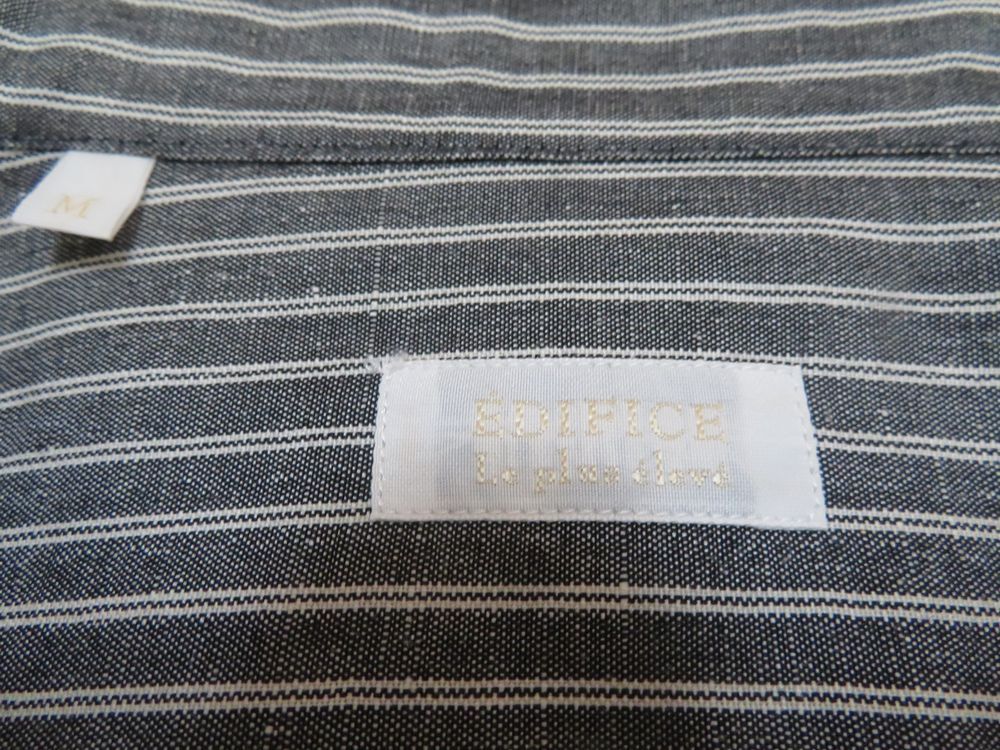 M
ÉDIFICE
Le plus élevé